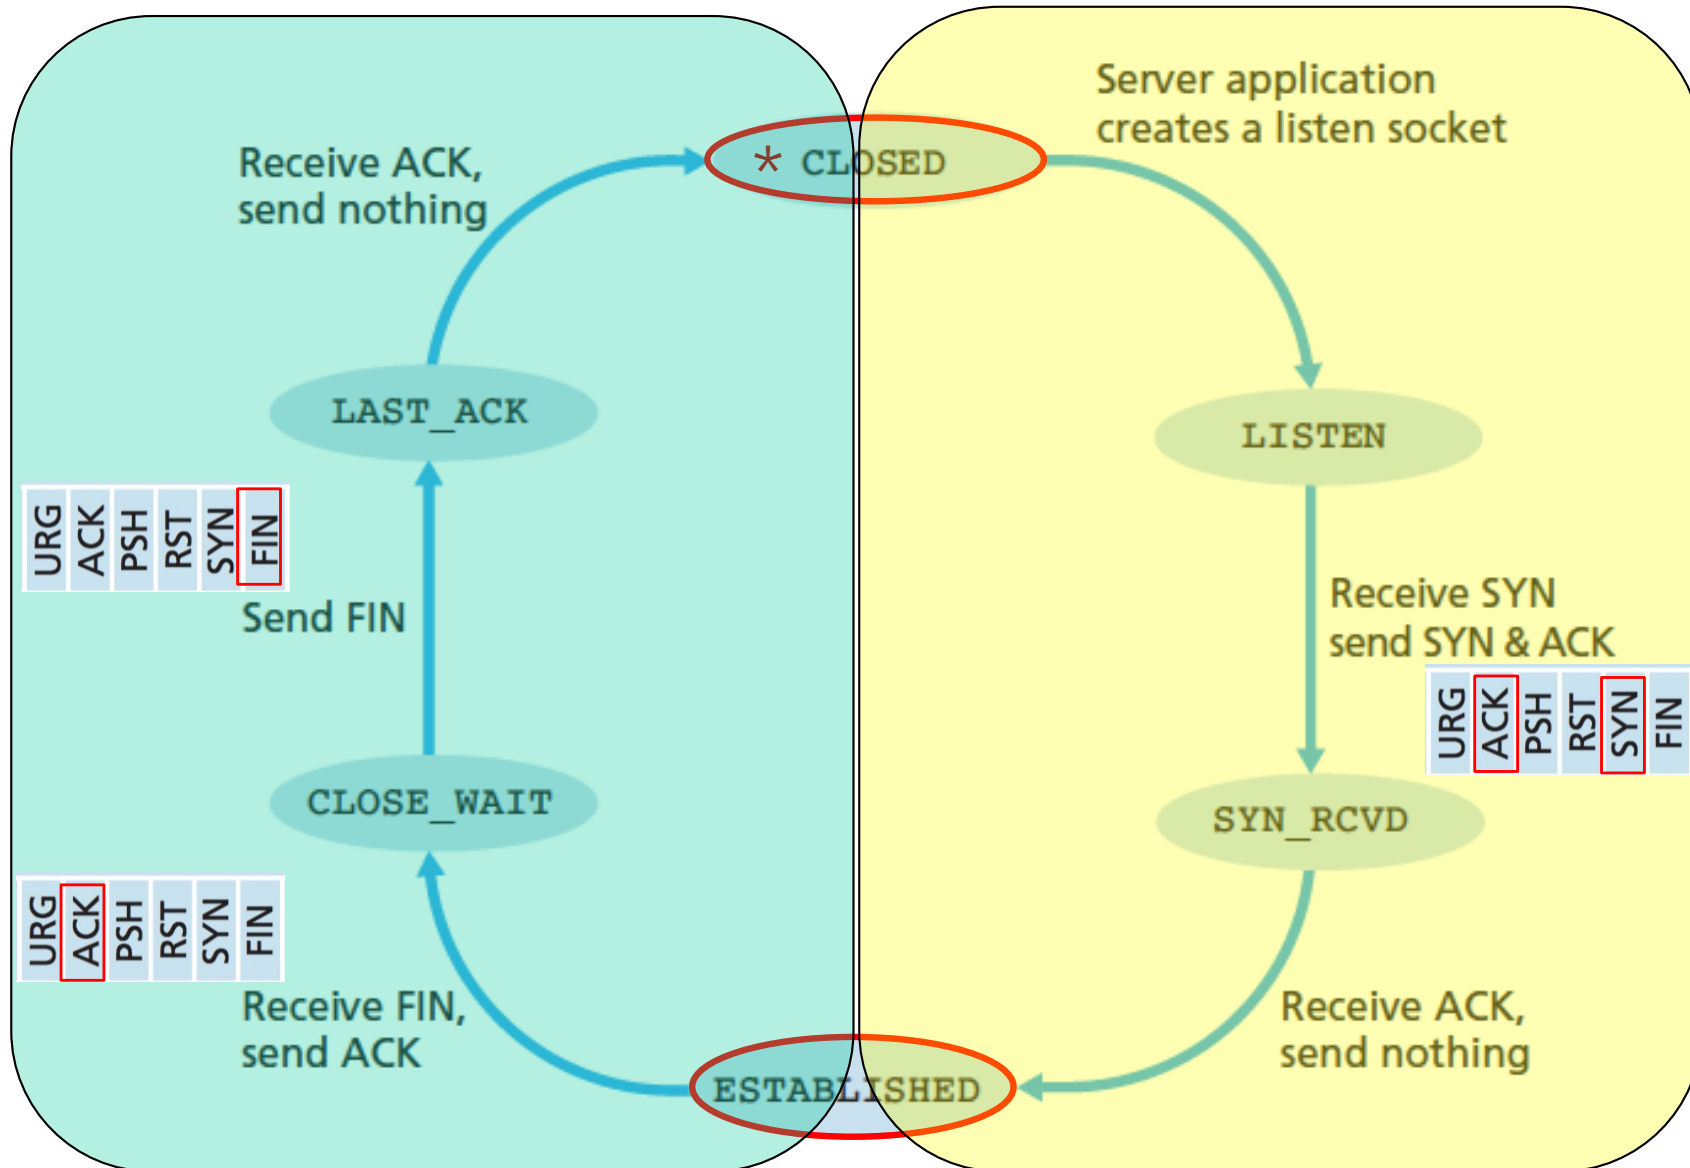 Server application
creates a listen socket
* CLOSED
Receive ACK,
send nothing
LAST_ACK
LISTEN
URG ACK PSH RST SYN FIN
Send FIN
Receive SYN
send SYN & ACK
URG ACK PSH RST SYN FIN
CLOSE_WAIT
SYN_RCVD
URG ACK PSH RST SYN FIN
Receive FIN,
send ACK
Receive ACK,
send nothing
ESTABLISHED